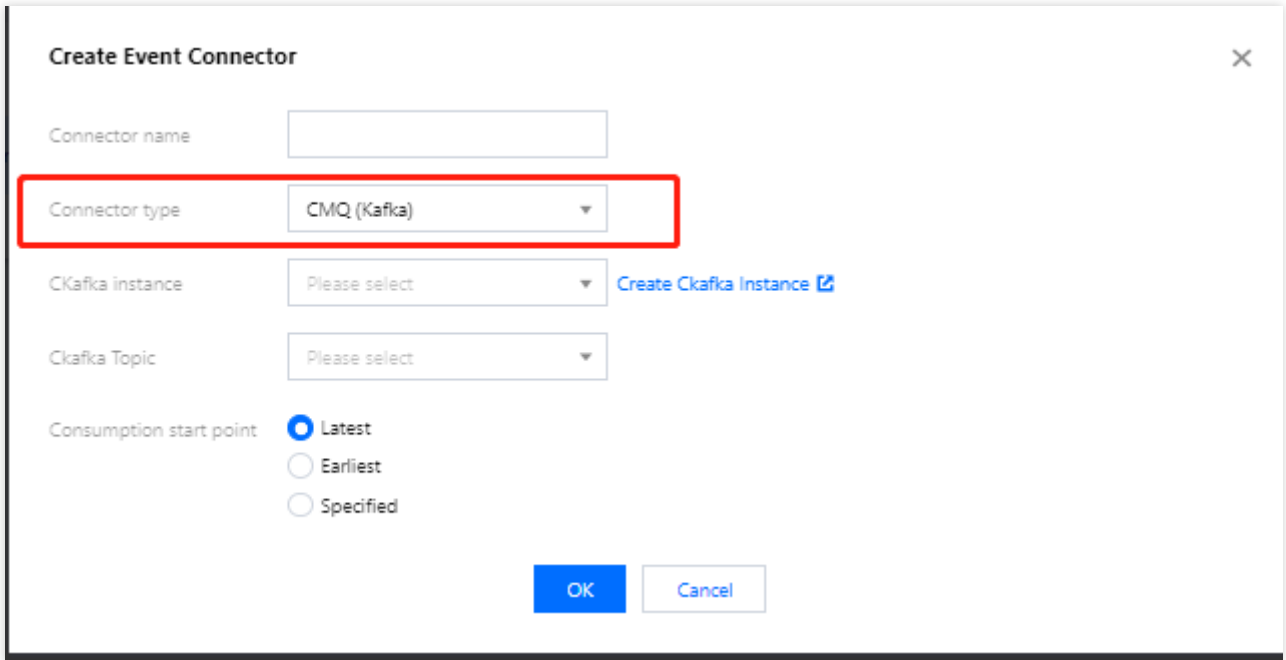 Create Event Connector
Connector name
Connector type CMQ (Kafka)
CKafka instance Please select Create Ckafka Instance
Ckafka Topic Please select
Consumption start point Latest
Earliest
Specified
OK Cancel